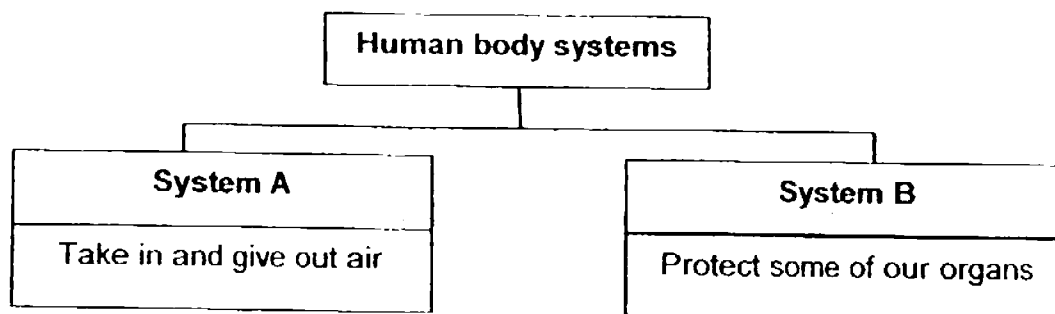 Human body systems
System A
System B
Take in and give out air
Protect some of our organs